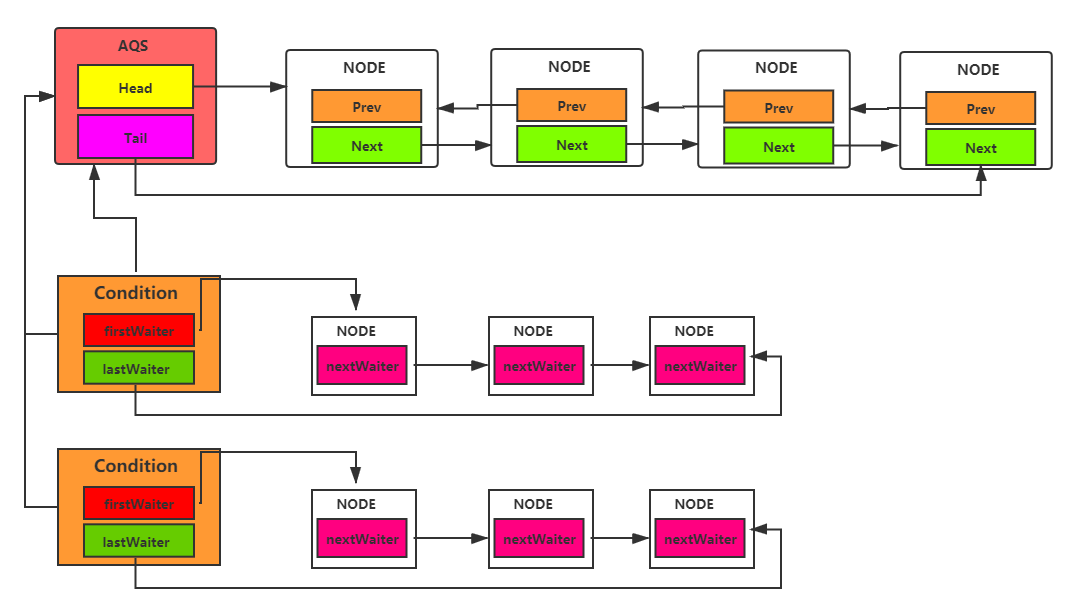 AQS
Head
Tail
NODE
Prev
Next
NODE
Prev
Next
NODE
Prev
Next
NODE
Prev
Next
Condition
firstWaiter
lastWaiter
NODE
nextWaiter
NODE
nextWaiter
NODE
nextWaiter
Condition
firstWaiter
lastWaiter
NODE
nextWaiter
NODE
nextWaiter
NODE
nextWaiter